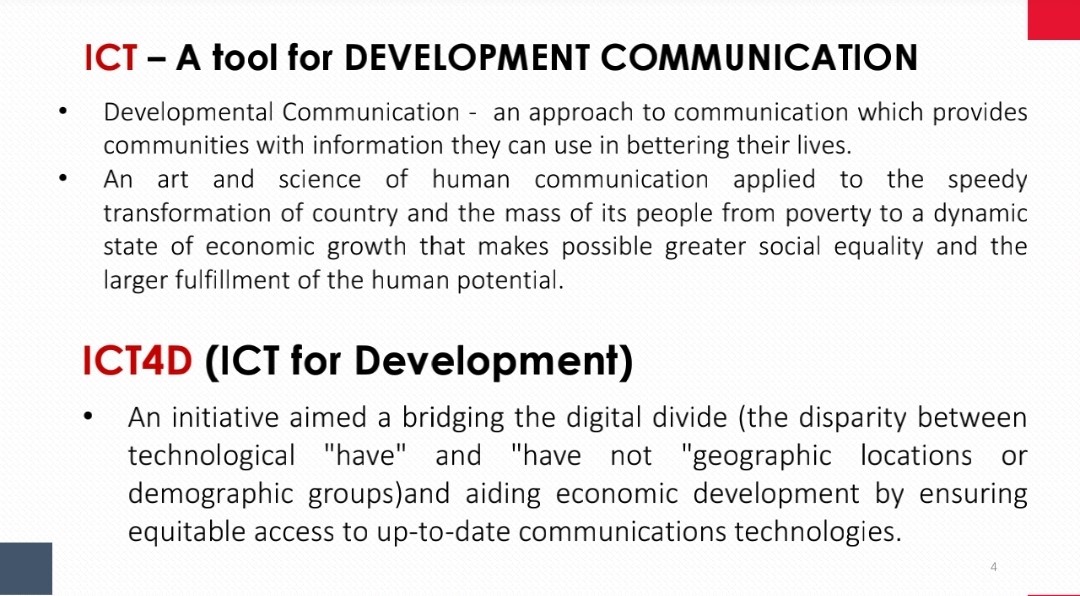 ICT – A tool for DEVELOPMENT COMMUNICATION
• Developmental Communication - an approach to communication which provides
communities with information they can use in bettering their lives.
• An art and science of human communication applied to the speedy
transformation of country and the mass of its people from poverty to a dynamic
state of economic growth that makes possible greater social equality and the
larger fulfillment of the human potential.
ICT4D (ICT for Development)
• An initiative aimed a bridging the digital divide (the disparity between
technological "have" and "have not "geographic locations or
demographic groups)and aiding economic development by ensuring
equitable access to up-to-date communications technologies.
4